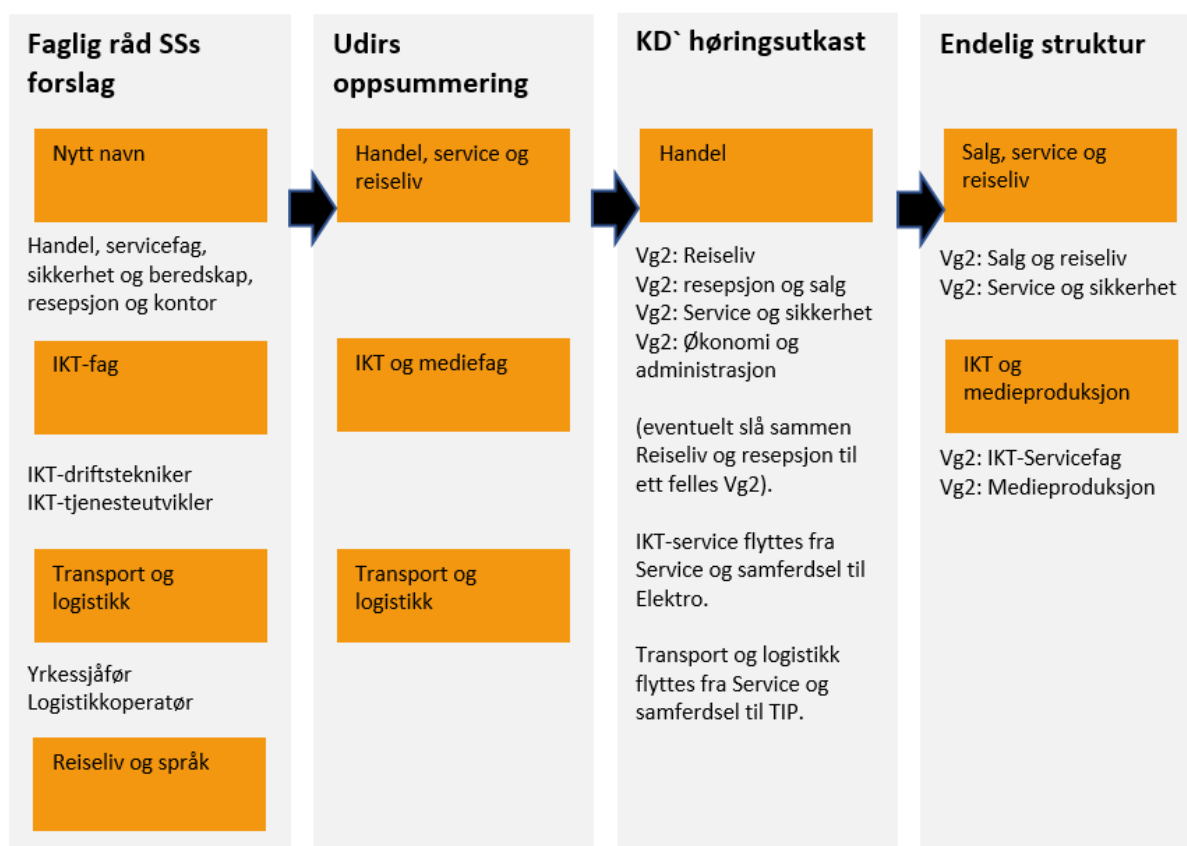 Faglig råd SSs
forslag
Nytt navn
Handel, servicefag,
sikkerhet og beredskap,
resepsjon og kontor
IKT-fag
IKT-driftstekniker
IKT-tjenesteutvikler
Transport og
logistikk
Yrkessjåfør
Logistikkoperatør
Reiseliv og språk
Udirs
oppsummering
Handel, service og
reiseliv
IKT og mediefag
Transport og
logistikk
KD` høringsutkast
Handel
Vg2: Reiseliv
Vg2: resepsjon og salg
Vg2: Service og sikkerhet
Vg2: Økonomi og
administrasjon
(eventuelt slå sammen
Reiseliv og resepsjon til
ett felles Vg2).
IKT-service flyttes fra
Service og samferdsel til
Elektro.
Transport og logistikk
flyttes fra Service og
samferdsel til TIP.
Endelig struktur
Salg, service og
reiseliv
Vg2: Salg og reiseliv
Vg2: Service og sikkerhet
IKT og
medieproduksjon
Vg2: IKT-Servicefag
Vg2: Medieproduksjon